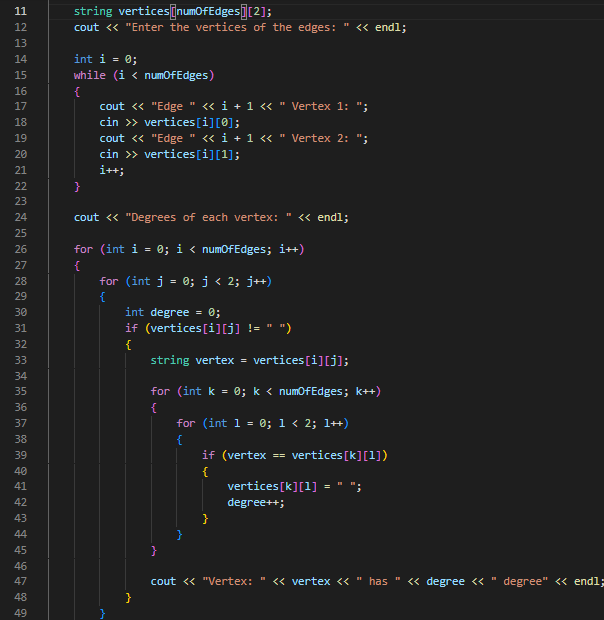 11 string vertices[numOfEdges][2];
12 cout << "Enter the vertices of the edges: " << endl;
13
14 int i = 0;
15 while (i < numOfEdges)
16 {
17 cout << "Edge " << i + 1 << " Vertex 1: ";
18 cin >> vertices[i][0];
19 cout << "Edge " << i + 1 << " Vertex 2: ";
20 cin >> vertices[i][1];
21 i++;
22 }
23
24 cout << "Degrees of each vertex: " << endl;
25
26 for (int i = 0; i < numOfEdges; i++)
27 {
28 for (int j = 0; j < 2; j++)
29 {
30 int degree = 0;
31 if (vertices[i][j] != " ")
32 {
33 string vertex = vertices[i][j];
34
35 for (int k = 0; k < numOfEdges; k++)
36 {
37 for (int l = 0; l < 2; l++)
38 {
39 if (vertex == vertices[k][l])
40 {
41 vertices[k][l] = " ";
42 degree++;
43 }
44 }
45 }
46
47 cout << "Vertex: " << vertex << " has " << degree << " degree" << endl;
48 }
49 }